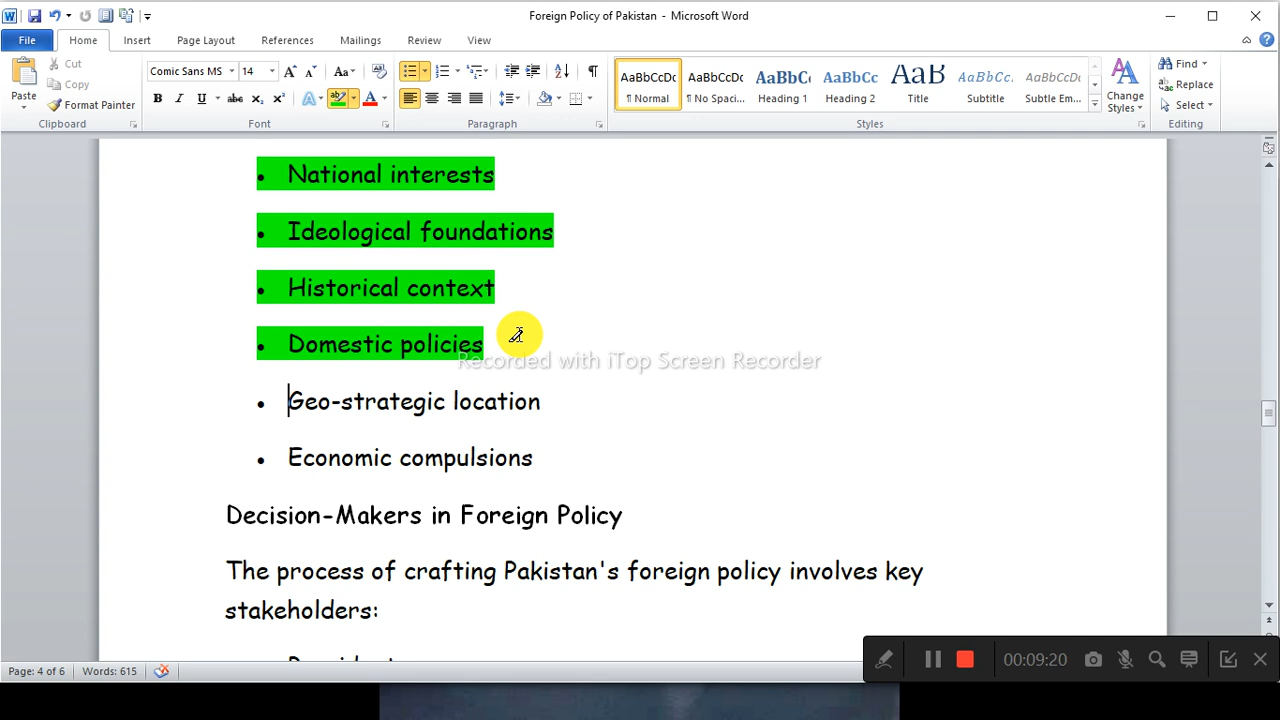 Foreign Policy of Pakistan - Microsoft Word
File Home Insert Page Layout References Mailings Review View
Paste
Cut
Copy
Format Painter
Clipboard
Comic Sans MS 14
Font
Paragraph
AaBbCcDc AaBbCcDc AaBbCc AaBbCc AaB AaBbCc. AaBbCcDc
¶ Normal ¶ No Spaci... Heading 1 Heading 2 Title Subtitle Subtle Em...
Styles
Change Styles
Find
Replace
Select
Editing
• National interests
• Ideological foundations
• Historical context
• Domestic policies
Recorded with iTop Screen Recorder
• Geo-strategic location
• Economic compulsions
Decision-Makers in Foreign Policy
The process of crafting Pakistan's foreign policy involves key
stakeholders:
Page: 4 of 6 Words: 615
00:09:20